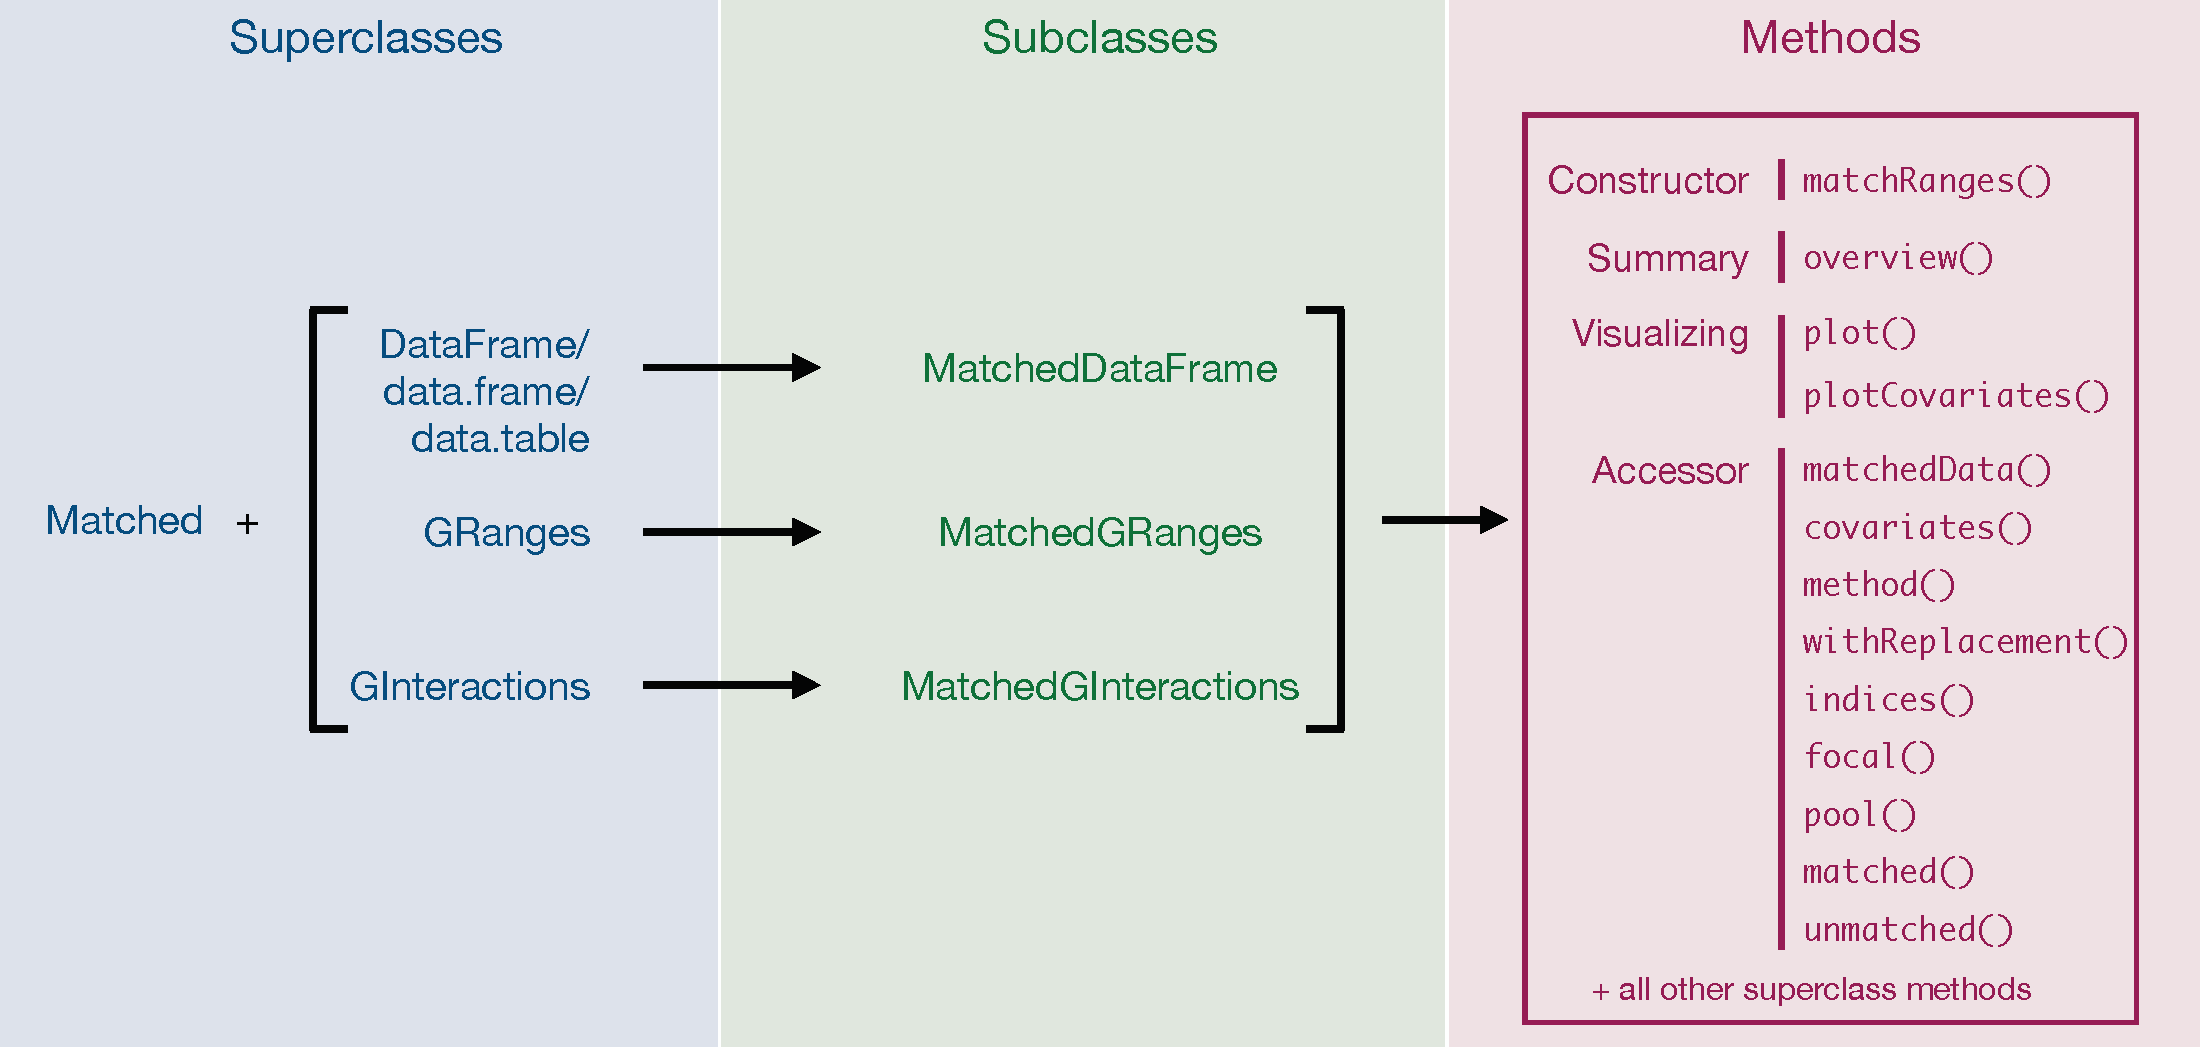 Superclasses
Matched +
DataFrame/
data.frame/
data.table
GRanges
GInteractions
Subclasses
MatchedDataFrame
MatchedGRanges
MatchedGInteractions
Methods
Constructor matchRanges()
Summary overview()
Visualizing plot()
plotCovariates()
Accessor matchedData()
covariates()
method()
withReplacement()
indices()
focal()
pool()
matched()
unmatched()
+ all other superclass methods